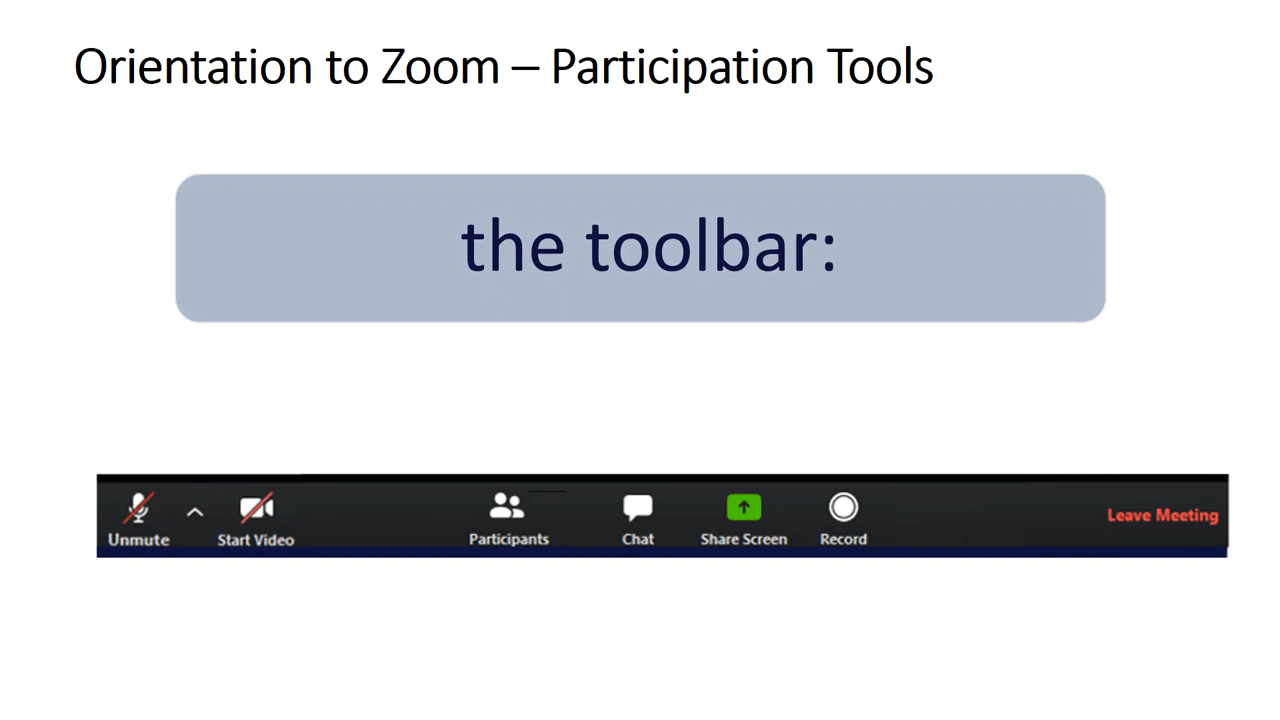 Orientation to Zoom – Participation Tools
the toolbar:
Unmute
Start Video
Participants
Chat
Share Screen
Record
Leave Meeting